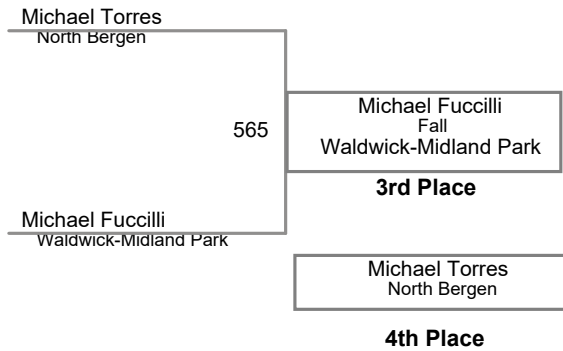 Michael Torres
North Bergen
565
Michael Fuccilli
Fall
Waldwick-Midland Park
3rd Place
Michael Fuccilli
Waldwick-Midland Park
Michael Torres
North Bergen
4th Place